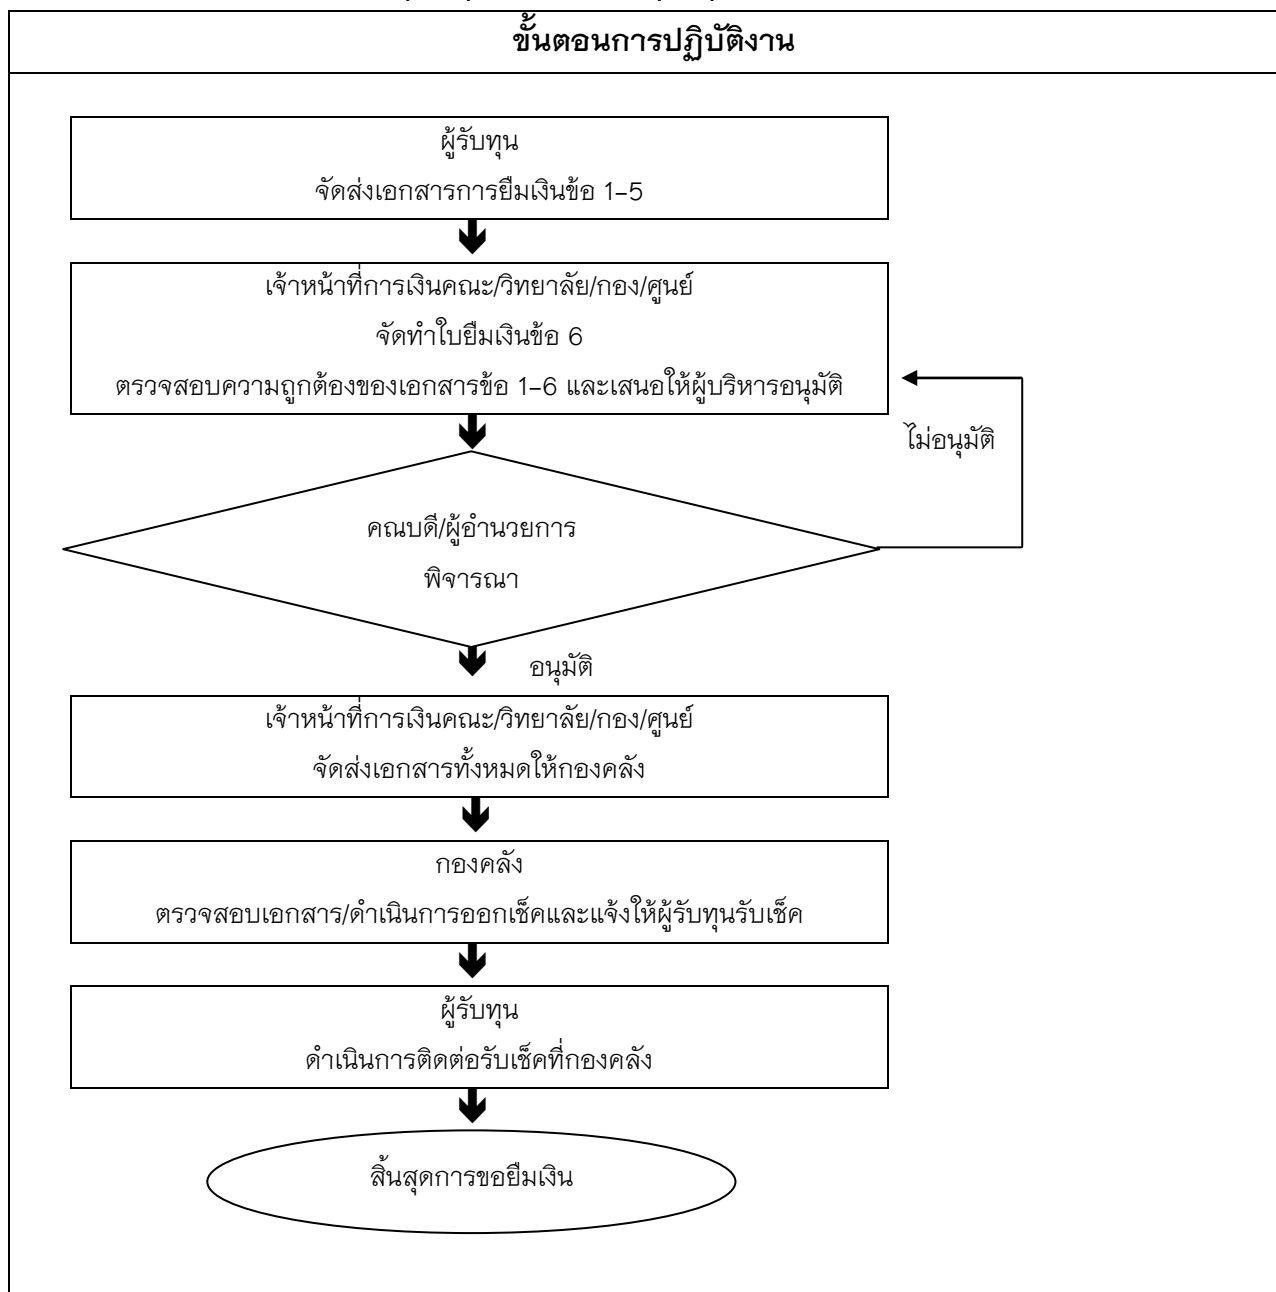 ขั้นตอนการปฏิบัติงาน
ผู้รับทุน
จัดส่งเอกสารการยืมเงินข้อ 1-5
เจ้าหน้าที่การเงินคณะ/วิทยาลัย/กอง/ศูนย์
จัดทำใบยืมเงินข้อ 6
ตรวจสอบความถูกต้องของเอกสารข้อ 1-6 และเสนอให้ผู้บริหารอนุมัติ
ไม่อนุมัติ
คณบดี/ผู้อำนวยการ
พิจารณา
อนุมัติ
เจ้าหน้าที่การเงินคณะ/วิทยาลัย/กอง/ศูนย์
จัดส่งเอกสารทั้งหมดให้กองคลัง
กองคลัง
ตรวจสอบเอกสาร/ดำเนินการออกเช็คและแจ้งให้ผู้รับทุนรับเช็ค
ผู้รับทุน
ดำเนินการติดต่อรับเช็คที่กองคลัง
สิ้นสุดการขอยืมเงิน